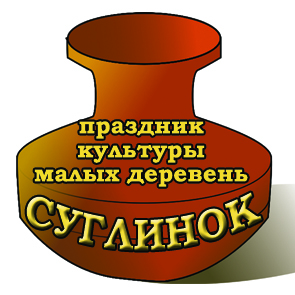 праздник
культуры
малых деревень
СУГЛИНОК